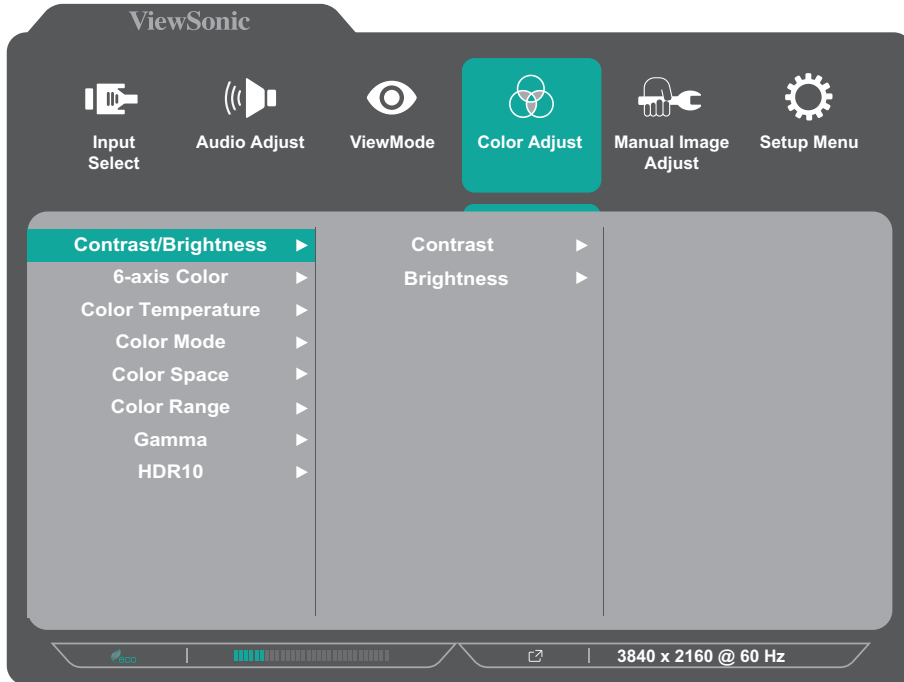 ViewSonic
Input Select
Audio Adjust
ViewMode
Color Adjust
Manual Image Adjust
Setup Menu
Contrast/Brightness
6-axis Color
Color Temperature
Color Mode
Color Space
Color Range
Gamma
HDR10
Contrast
Brightness
eco
3840 x 2160 @ 60 Hz